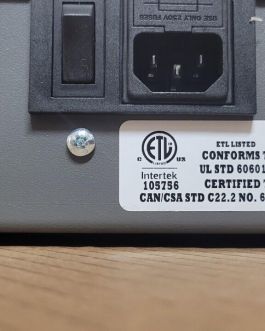 USE ONLY 250V FUSES
ETL LISTED
CONFORMS T
UL STD 60601
CERTIFIED T
CAN/CSA STD C22.2 NO. 6
C ETL US
Intertek
105756